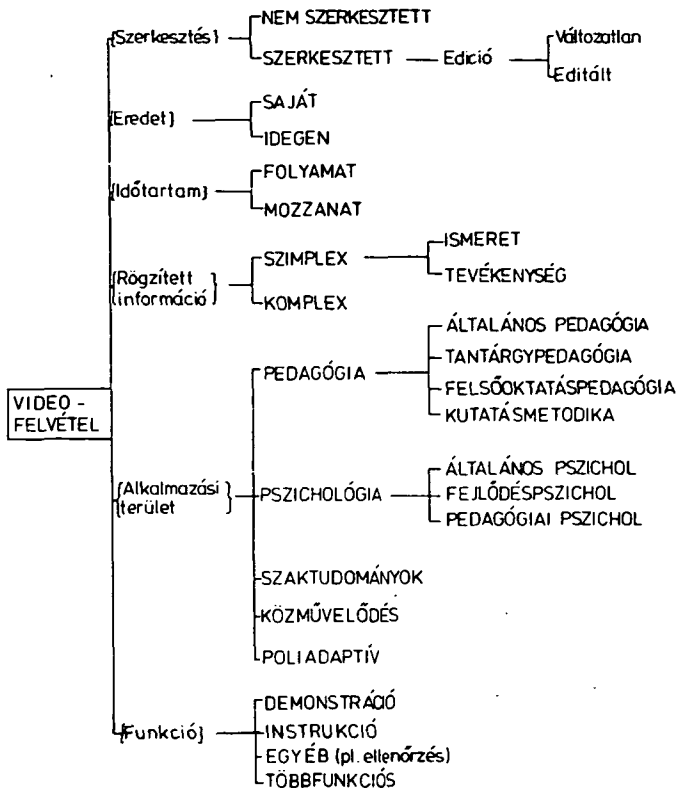 {Szerkesztés}
NEM SZERKESZTETT
SZERKESZTETT
Edició
Változatlan
Editált
{Eredet}
SAJÁT
IDEGEN
{Időtartam}
FOLYAMAT
MOZZANAT
{Rögzített
információ}
SZIMPLEX
ISMERET
TEVÉKENYSÉG
KOMPLEX
VIDEO-
FELVÉTEL
{Alkalmazási
terület}
PEDAGÓGIA
ÁLTALÁNOS PEDAGÓGIA
TANTÁRGYPEDAGÓGIA
FELSŐOKTATÁSPEDAGÓGIA
KUTATÁSMETODIKA
PSZICHOLÓGIA
ÁLTALÁNOS PSZICHOL
FEJLŐDÉSPSZICHOL
PEDAGÓGIAI PSZICHOL
SZAKTUDOMÁNYOK
KÖZMŰVELŐDÉS
POLIADAPTÍV
{Funkció}
DEMONSTRÁCIÓ
INSTRUKCIÓ
EGYÉB (pl. ellenőrzés)
TÖBBFUNKCIÓS